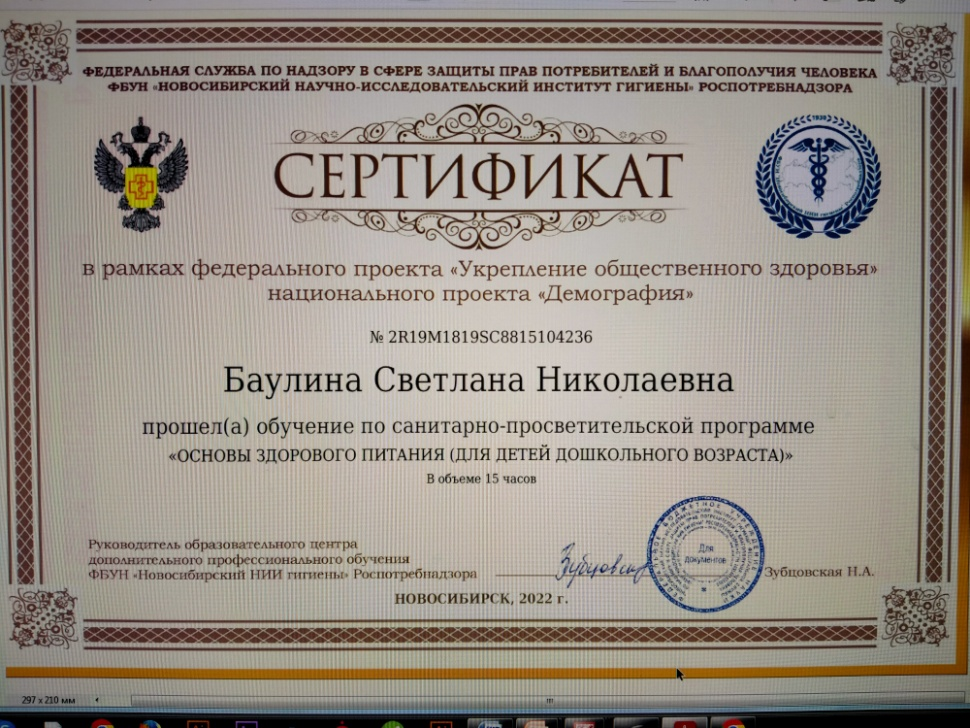 ФЕДЕРАЛЬНАЯ СЛУЖБА ПО НАДЗОРУ В СФЕРЕ ЗАЩИТЫ ПРАВ ПОТРЕБИТЕЛЕЙ И БЛАГОПОЛУЧИЯ ЧЕЛОВЕКА
ФБУН «НОВОСИБИРСКИЙ НАУЧНО-ИССЛЕДОВАТЕЛЬСКИЙ ИНСТИТУТ ГИГИЕНЫ» РОСПОТРЕБНАДЗОРА
СЕРТИФИКАТ
1930
в рамках федерального проекта «Укрепление общественного здоровья»
национального проекта «Демография»
№ 2R19M1819SC8815104236
Баулина Светлана Николаевна
прошел(а) обучение по санитарно-просветительской программе
«ОСНОВЫ ЗДОРОВОГО ПИТАНИЯ (ДЛЯ ДЕТЕЙ ДОШКОЛЬНОГО ВОЗРАСТА)»
В объеме 15 часов
Руководитель образовательного центра
дополнительного профессионального обучения
ФБУН «Новосибирский НИИ гигиены» Роспотребнадзора
Для
документов
Зубцовская Н.А.
НОВОСИБИРСК, 2022 г.
297 x 210 мм